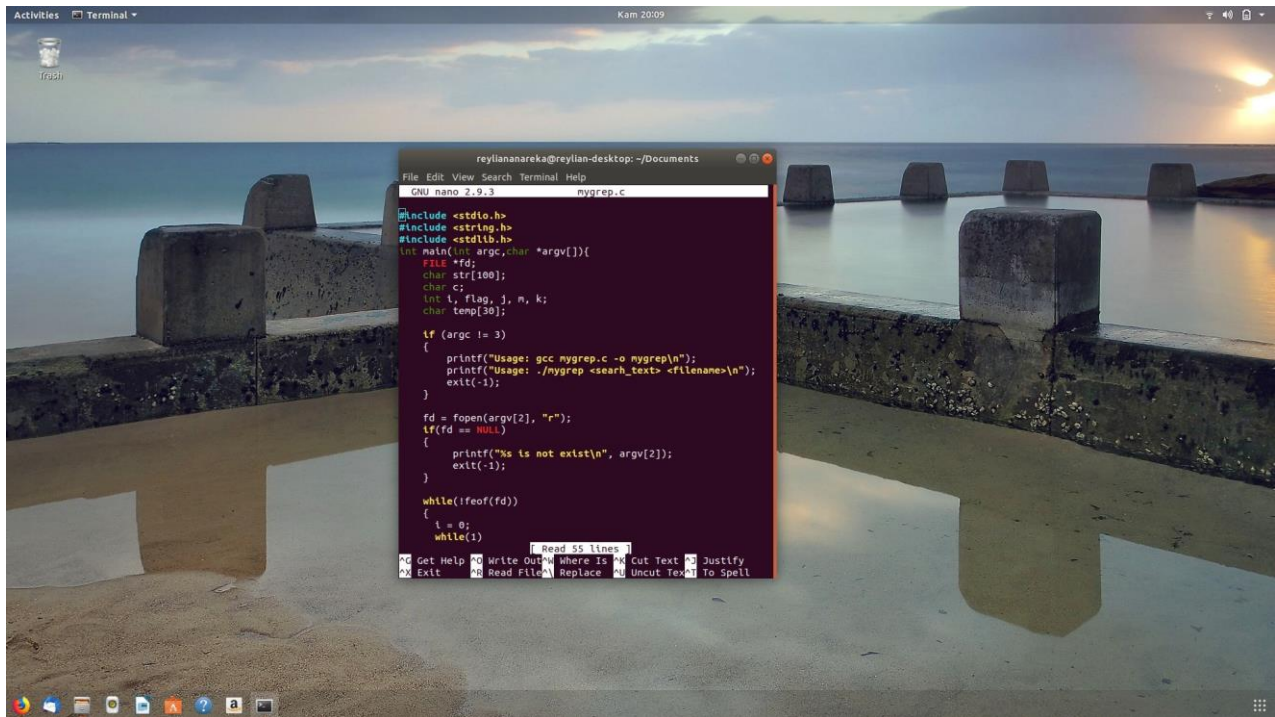 Activities Terminal Kam 20:09
Trash
reyliananareka@reylian-desktop: ~/Documents
File Edit View Search Terminal Help
GNU nano 2.9.3 mygrep.c
#include <stdio.h>
#include <string.h>
#include <stdlib.h>
int main(int argc,char *argv[]){
FILE *fd;
char str[100];
char c;
int i, flag, j, m, k;
char temp[30];
if (argc != 3)
{
printf("Usage: gcc mygrep.c -o mygrep\n");
printf("Usage: ./mygrep <searh_text> <filename>\n");
exit(-1);
}
fd = fopen(argv[2], "r");
if(fd == NULL)
{
printf("%s is not exist\n", argv[2]);
exit(-1);
}
while(!feof(fd))
{
i = 0;
while(1)
[ Read 55 lines ]
^G Get Help ^O Write Out^W Where Is ^K Cut Text ^J Justify
^X Exit ^R Read File^\ Replace ^U Uncut Tex^T To Spell